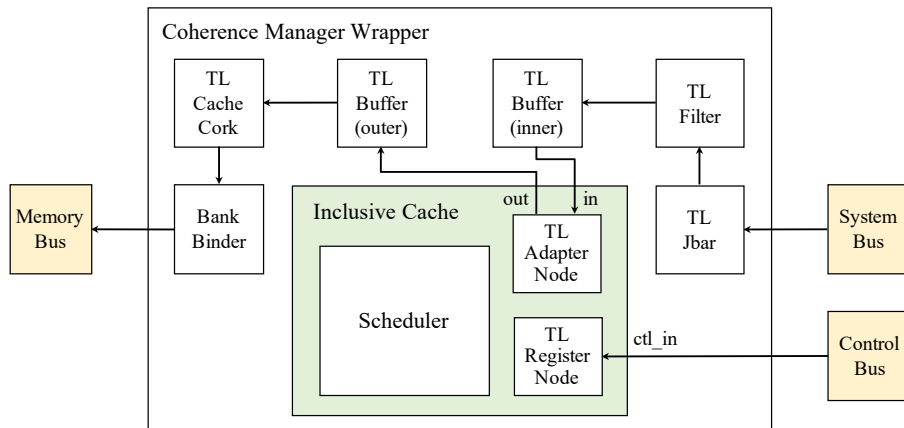 Coherence Manager Wrapper
TL
Cache
Cork
TL
Buffer
(outer)
TL
Buffer
(inner)
TL
Filter
Memory
Bus
Bank
Binder
Inclusive Cache
out
in
TL
Adapter
Node
TL
Jbar
System
Bus
Scheduler
TL
Register
Node
ctl_in
Control
Bus